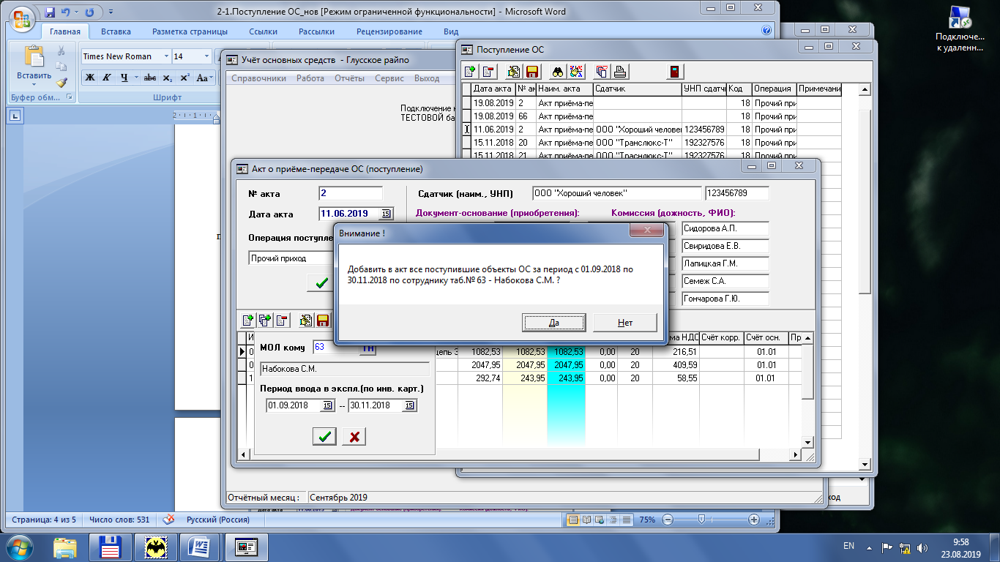 2-1.Поступление ОС_нов [Режим ограниченной функциональности] - Microsoft Word
Главная Вставка Разметка страницы Ссылки Рассылки Рецензирование Вид
Вставить
Times New Roman 14
Ж К Ч abc x₂ x² Aa
Буфер обм... Шрифт
2 1 1
Подключе...
к удаленн...
Учёт основных средств - Глусское райпо
Справочники Работа Отчёты Сервис Выход
Подключение
ТЕСТОВОЙ
Поступление ОС
Дата акта № ак Наим. акта Сдатчик УНП сдатч Код Операция Примечани
19.08.2019 2 Акт приёма-пе 18 Прочий при
19.08.2019 66 Акт приёма-пе 18 Прочий при
11.06.2019 2 Акт приёма-пе ООО "Хороший человек 123456789 18 Прочий при
15.11.2018 20 Акт приёма-пе ООО "Транслюкс-Т" 192327576 18 Прочий при
15.11.2018 21 Акт приёма-пе ООО "Траснлюкс-Т" 192327576 18 Прочий при
Акт о приёме-передаче ОС (поступление)
№ акта 2 Сдатчик (наим., УНП) ООО "Хороший человек" 123456789
Дата акта 11.06.2019 15 Документ-основание (приобретения): Комиссия (дожность, ФИО):
Операция поступле
Прочий приход
Сидорова А.П.
Свиридова Е.В.
Лапицкая Г.М.
Семеж С.А.
Гончарова Г.Ю.
Внимание !
Добавить в акт все поступившие объекты ОС за период с 01.09.2018 по
30.11.2018 по сотруднику таб.№ 63 - Набокова С.М. ?
Да Нет
МОЛ кому 63 ТН
Набокова С.М.
Период ввода в экспл.(по инв. карт.)
01.09.2018 15 -- 30.11.2018 15
ма НДС Счёт корр. Счёт осн. Пр
цепь 1082,53 1082,53 1082,53 0,00 20 216,51 01.01
2047,95 2047,95 2047,95 0,00 20 409,59 01.01
292,74 243,95 243,95 0,00 20 58,55 01.01
Отчётный месяц : Сентябрь 2019
ход
Страница: 4 из 5 Число слов: 531 Русский (Россия) 75%
EN 9:58
23.08.2019